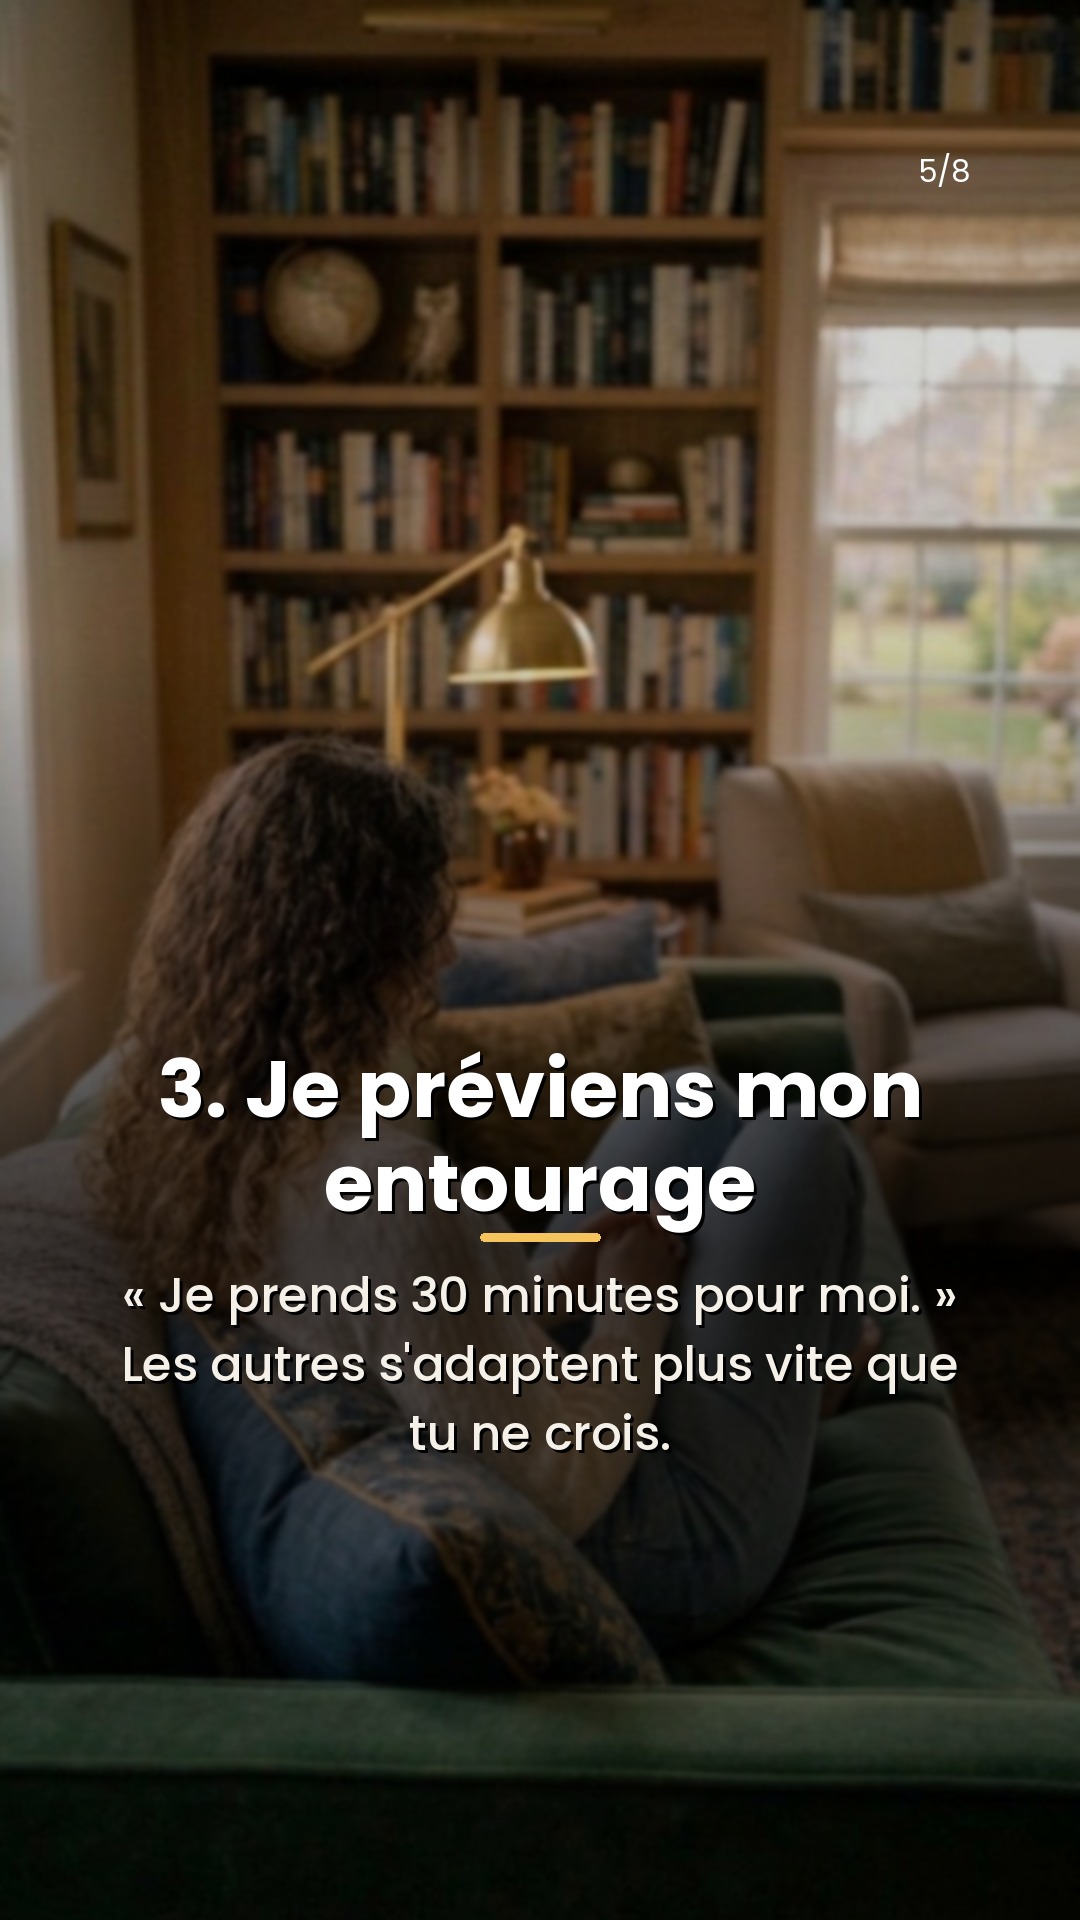 5/8
3. Je préviens mon
entourage
« Je prends 30 minutes pour moi. »
Les autres s'adaptent plus vite que
tu ne crois.